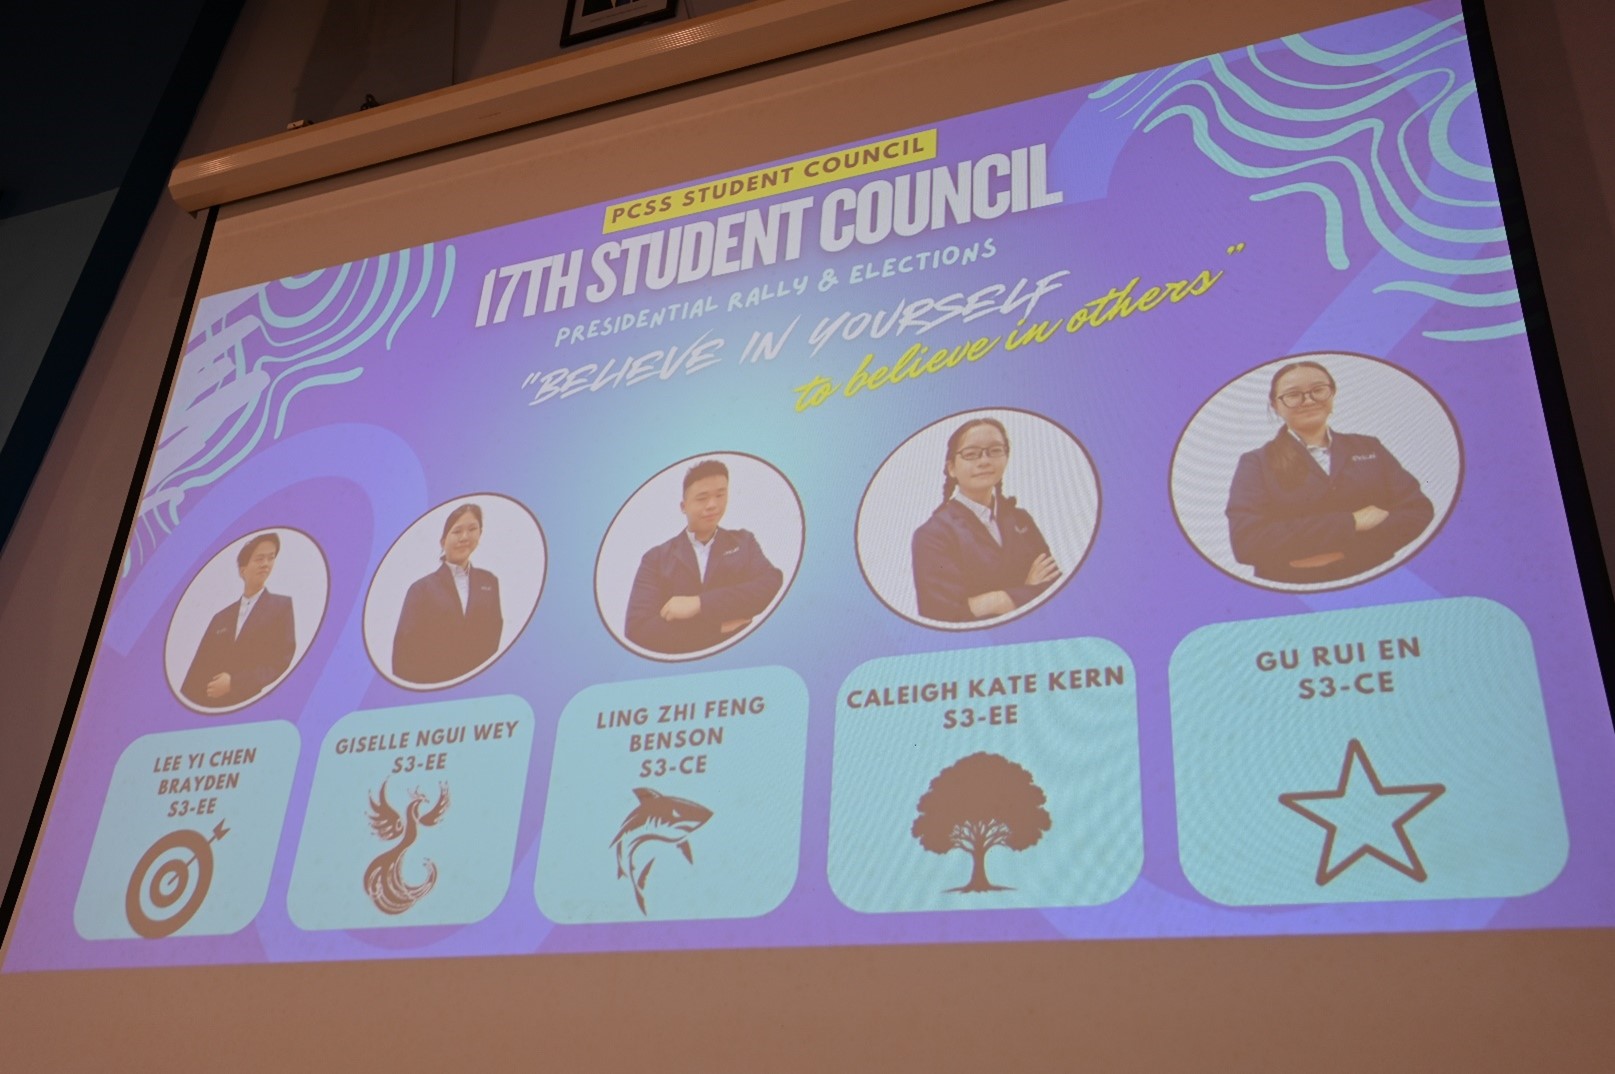 PCSS STUDENT COUNCIL
17TH STUDENT COUNCIL
PRESIDENTIAL RALLY & ELECTIONS
"BELIEVE IN YOURSELF
to believe in others"
LEE YI CHEN
BRAYDEN
S3-EE
GISELLE NGUI WEY
S3-EE
LING ZHI FENG
BENSON
S3-CE
CALEIGH KATE KERN
S3-EE
GU RUI EN
S3-CE